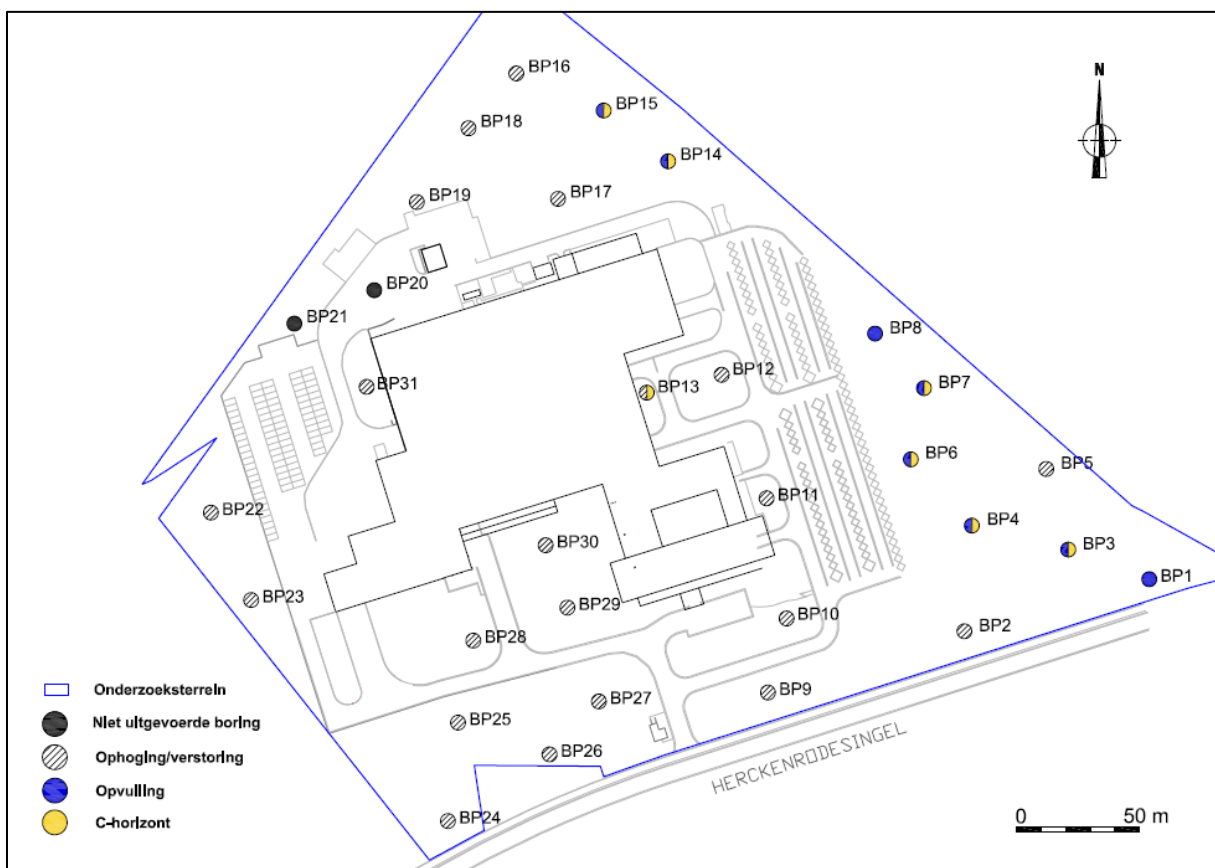 BP16
N
BP15
BP18
BP14
BP19
BP17
BP20
BP21
BP8
BP12
BP7
BP31
BP13
BP6
BP5
BP11
BP22
BP4
BP30
BP3
BP1
BP23
BP29
BP10
BP2
BP28
Onderzoeksterrein
BP9
BP27
Niet uitgevoerde boring
BP25
Ophoging/verstoring
BP26
HERCKENRODESINGEL
Opvulling
C-horizont
BP24
0 50 m